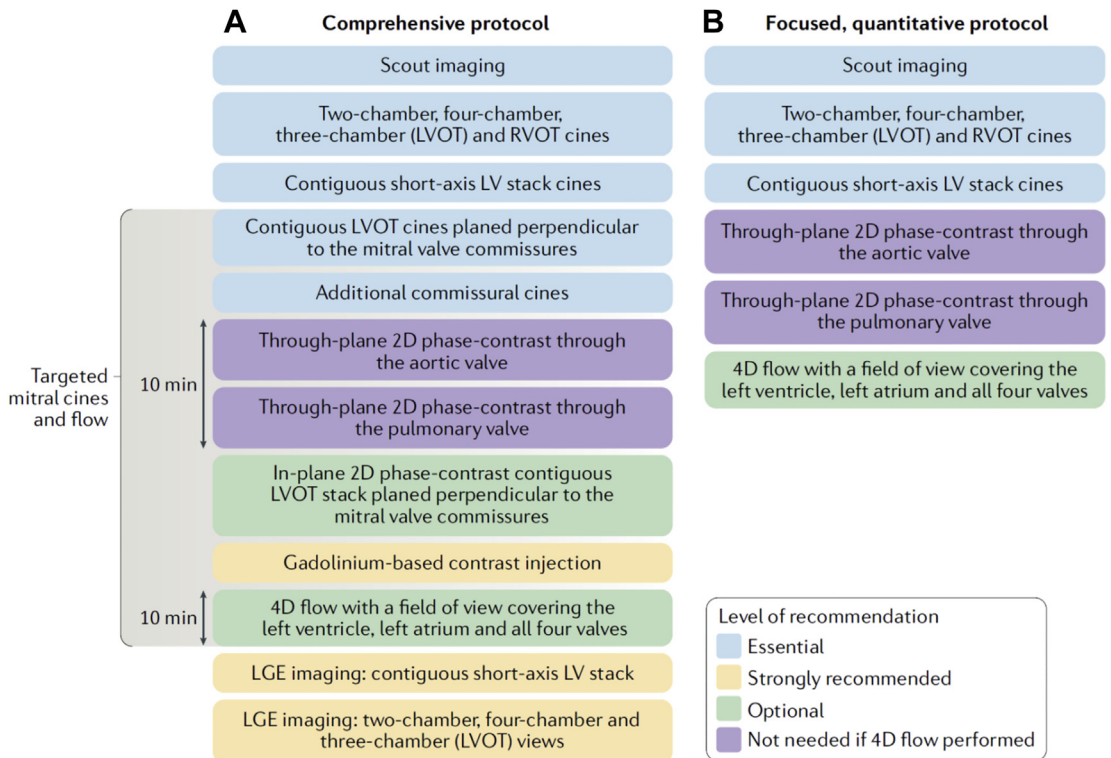 A
Comprehensive protocol
Scout imaging
Two-chamber, four-chamber,
three-chamber (LVOT) and RVOT cines
Contiguous short-axis LV stack cines
Contiguous LVOT cines planed perpendicular
to the mitral valve commissures
Additional commissural cines
Through-plane 2D phase-contrast through
the aortic valve
Through-plane 2D phase-contrast through
the pulmonary valve
In-plane 2D phase-contrast contiguous
LVOT stack planed perpendicular to the
mitral valve commissures
Gadolinium-based contrast injection
4D flow with a field of view covering the
left ventricle, left atrium and all four valves
LGE imaging: contiguous short-axis LV stack
LGE imaging: two-chamber, four-chamber and
three-chamber (LVOT) views
Targeted
mitral cines
and flow
10 min
10 min
B
Focused, quantitative protocol
Scout imaging
Two-chamber, four-chamber,
three-chamber (LVOT) and RVOT cines
Contiguous short-axis LV stack cines
Through-plane 2D phase-contrast through
the aortic valve
Through-plane 2D phase-contrast through
the pulmonary valve
4D flow with a field of view covering the
left ventricle, left atrium and all four valves
Level of recommendation
Essential
Strongly recommended
Optional
Not needed if 4D flow performed